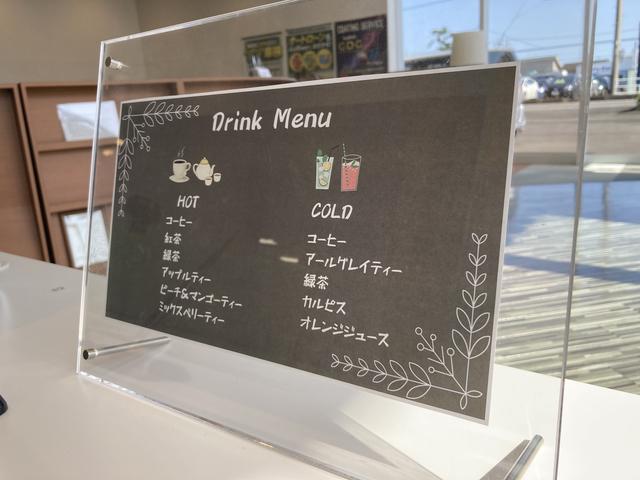 Drink Menu
HOT
コーヒー
紅茶
緑茶
アップルティー
ピーチ&マンゴーティー
ミックスベリーティー
COLD
コーヒー
アールグレイティー
緑茶
カルピス
オレンジジュース
COATING SERVICE